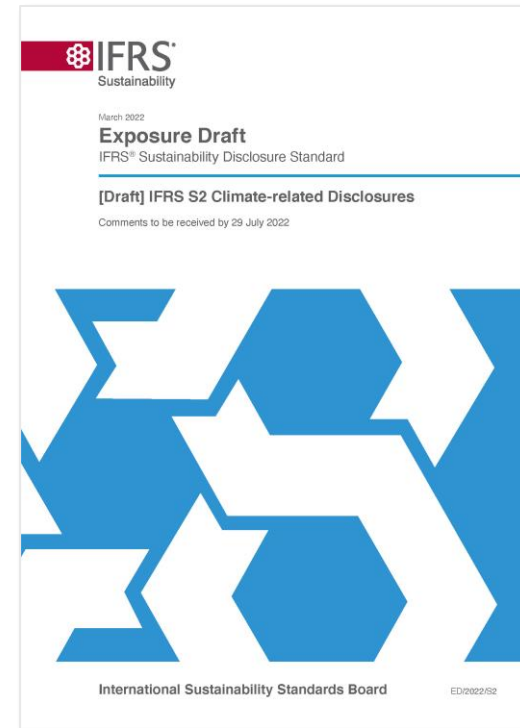 IFRS®
Sustainability
March 2022
Exposure Draft
IFRS® Sustainability Disclosure Standard
[Draft] IFRS S2 Climate-related Disclosures
Comments to be received by 29 July 2022
International Sustainability Standards Board
ED/2022/S2